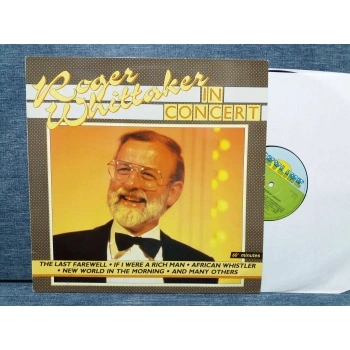 Roger
Whittaker
IN
CONCERT
60' minutes
THE LAST FAREWELL • IF I WERE A RICH MAN • AFRICAN WHISTLER
• NEW WORLD IN THE MORNING • AND MANY OTHERS